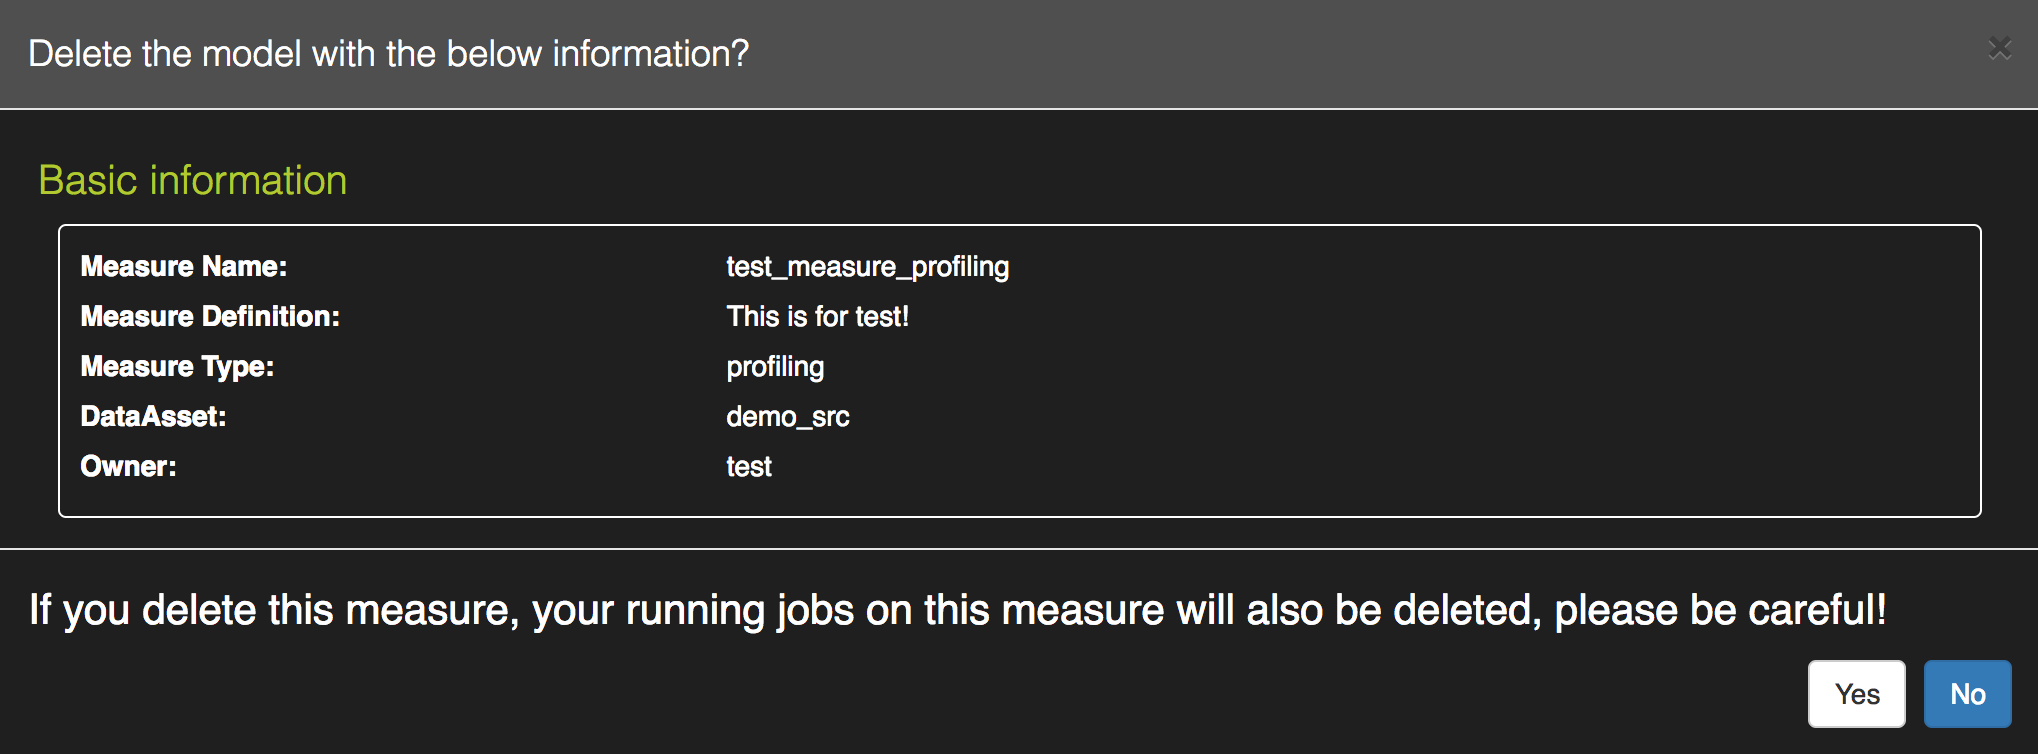 Delete the model with the below information?
Basic information
Measure Name: test_measure_profiling
Measure Definition: This is for test!
Measure Type: profiling
DataAsset: demo_src
Owner: test
If you delete this measure, your running jobs on this measure will also be deleted, please be careful!
Yes No